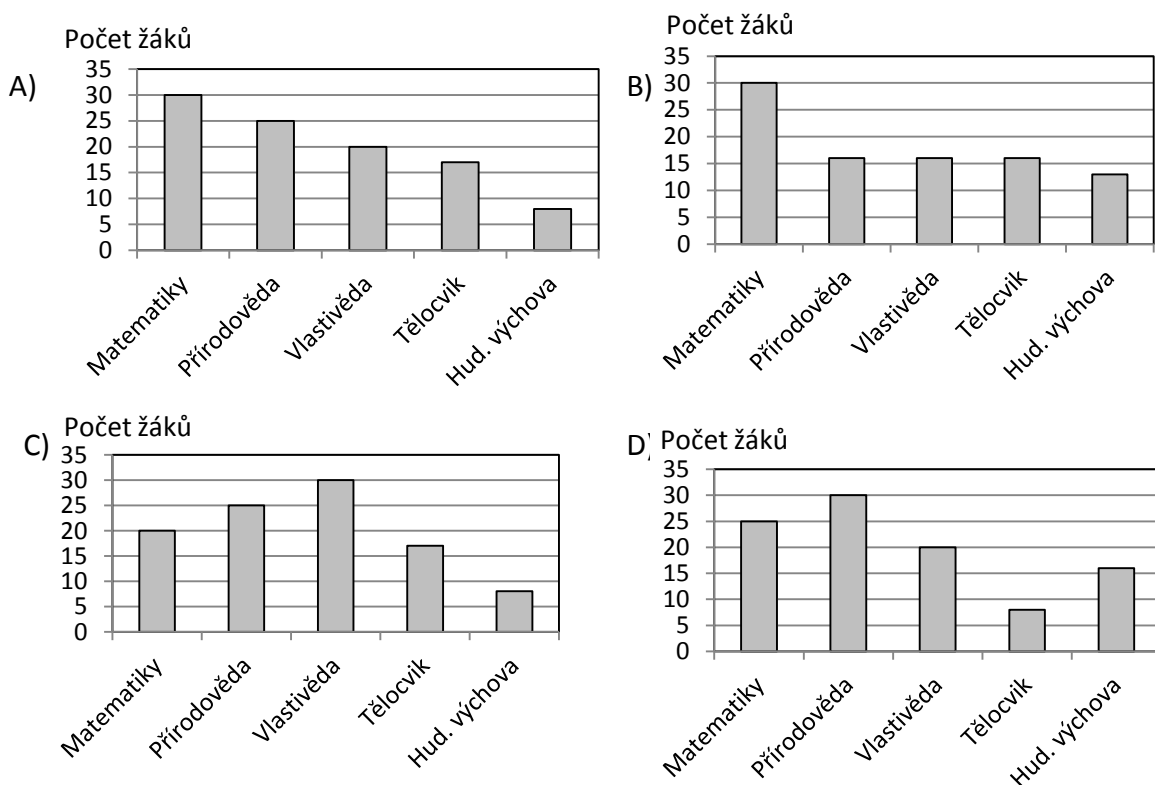 A)
Počet žáků
35
30
25
20
15
10
5
0
Matematiky
Přírodověda
Vlastivěda
Tělocvik
Hud. výchova
B)
Počet žáků
35
30
25
20
15
10
5
0
Matematiky
Přírodověda
Vlastivěda
Tělocvik
Hud. výchova
C)
Počet žáků
35
30
25
20
15
10
5
0
Matematiky
Přírodověda
Vlastivěda
Tělocvik
Hud. výchova
D)
Počet žáků
35
30
25
20
15
10
5
0
Matematiky
Přírodověda
Vlastivěda
Tělocvik
Hud. výchova